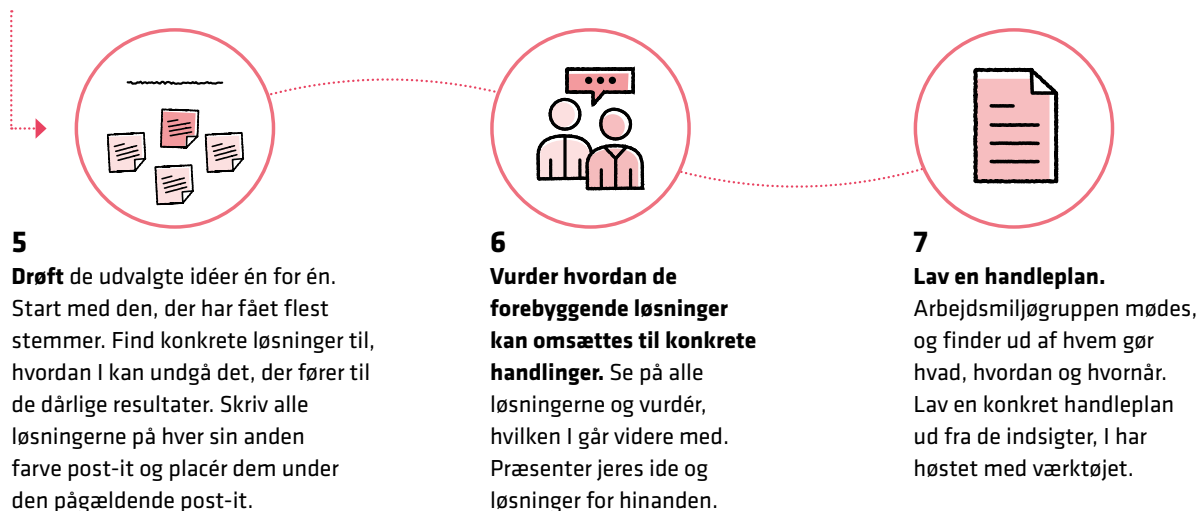 5
Drøft de udvalgte idéer én for én.
Start med den, der har fået flest
stemmer. Find konkrete løsninger til,
hvordan I kan undgå det, der fører til
de dårlige resultater. Skriv alle
løsningerne på hver sin anden
farve post-it og placér dem under
den pågældende post-it.
6
Vurder hvordan de
forebyggende løsninger
kan omsættes til konkrete
handlinger. Se på alle
løsningerne og vurdér,
hvilken I går videre med.
Præsenter jeres ide og
løsninger for hinanden.
7
Lav en handleplan.
Arbejdsmiljøgruppen mødes,
og finder ud af hvem gør
hvad, hvordan og hvornår.
Lav en konkret handleplan
ud fra de indsigter, I har
høstet med værktøjet.